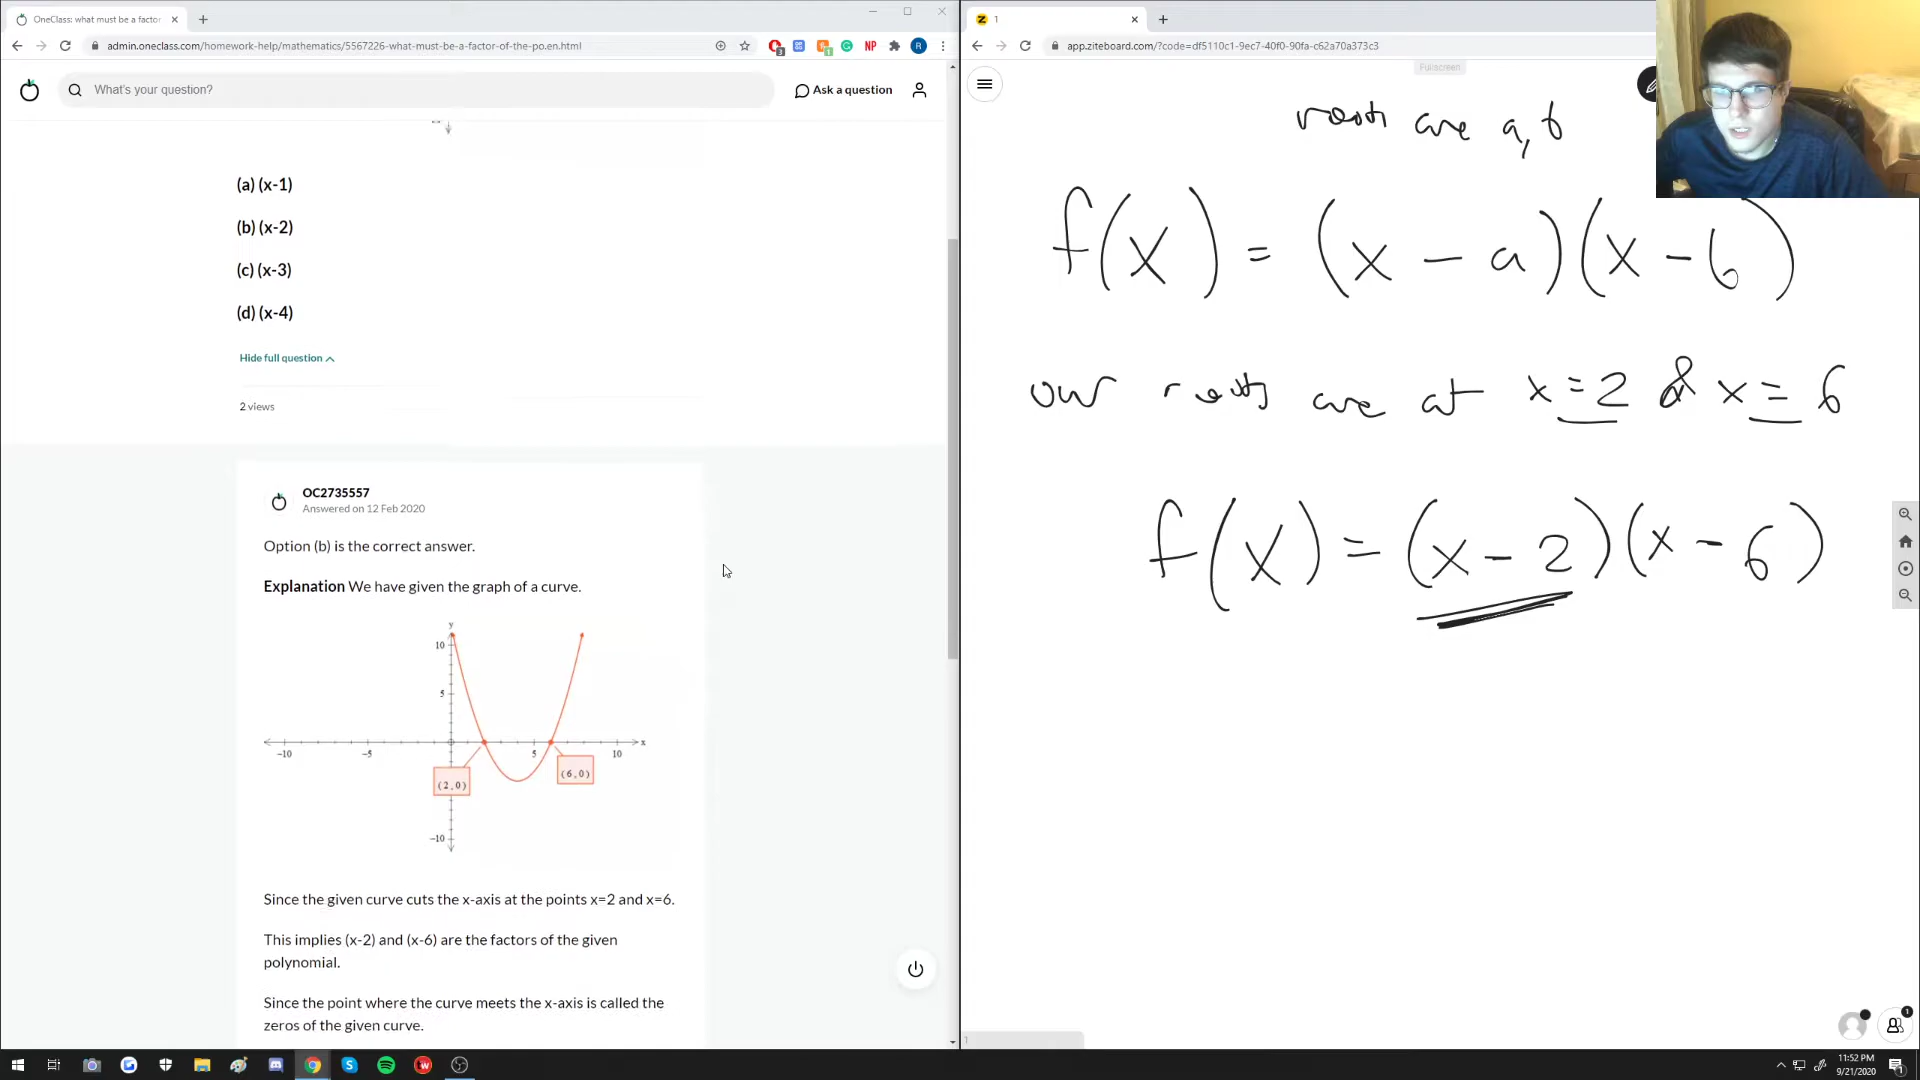 OneClass: what must be a factor
admin.oneclass.com/homework-help/mathematics/5567226-what-must-be-a-factor-of-the-po.en.html
NP
R
What's your question?
Ask a question
(a) (x-1)
(b) (x-2)
(c) (x-3)
(d) (x-4)
Hide full question
2 views
OC2735557
Answered on 12 Feb 2020
Option (b) is the correct answer.
Explanation We have given the graph of a curve.
y
10
5
-10 -5 5 10 x
(2,0)
(6,0)
-10
Since the given curve cuts the x-axis at the points x=2 and x=6.
This implies (x-2) and (x-6) are the factors of the given
polynomial.
Since the point where the curve meets the x-axis is called the
zeros of the given curve.
1
app.ziteboard.com/?code=df5110c1-9ec7-40f0-90fa-c62a70a373c3
Fullscreen
roots are a, b
f(x) = (x - a)(x - b)
our roots are at x = 2 & x = 6
f(x) = (x - 2)(x - 6)
1
1
11:52 PM
9/21/2020